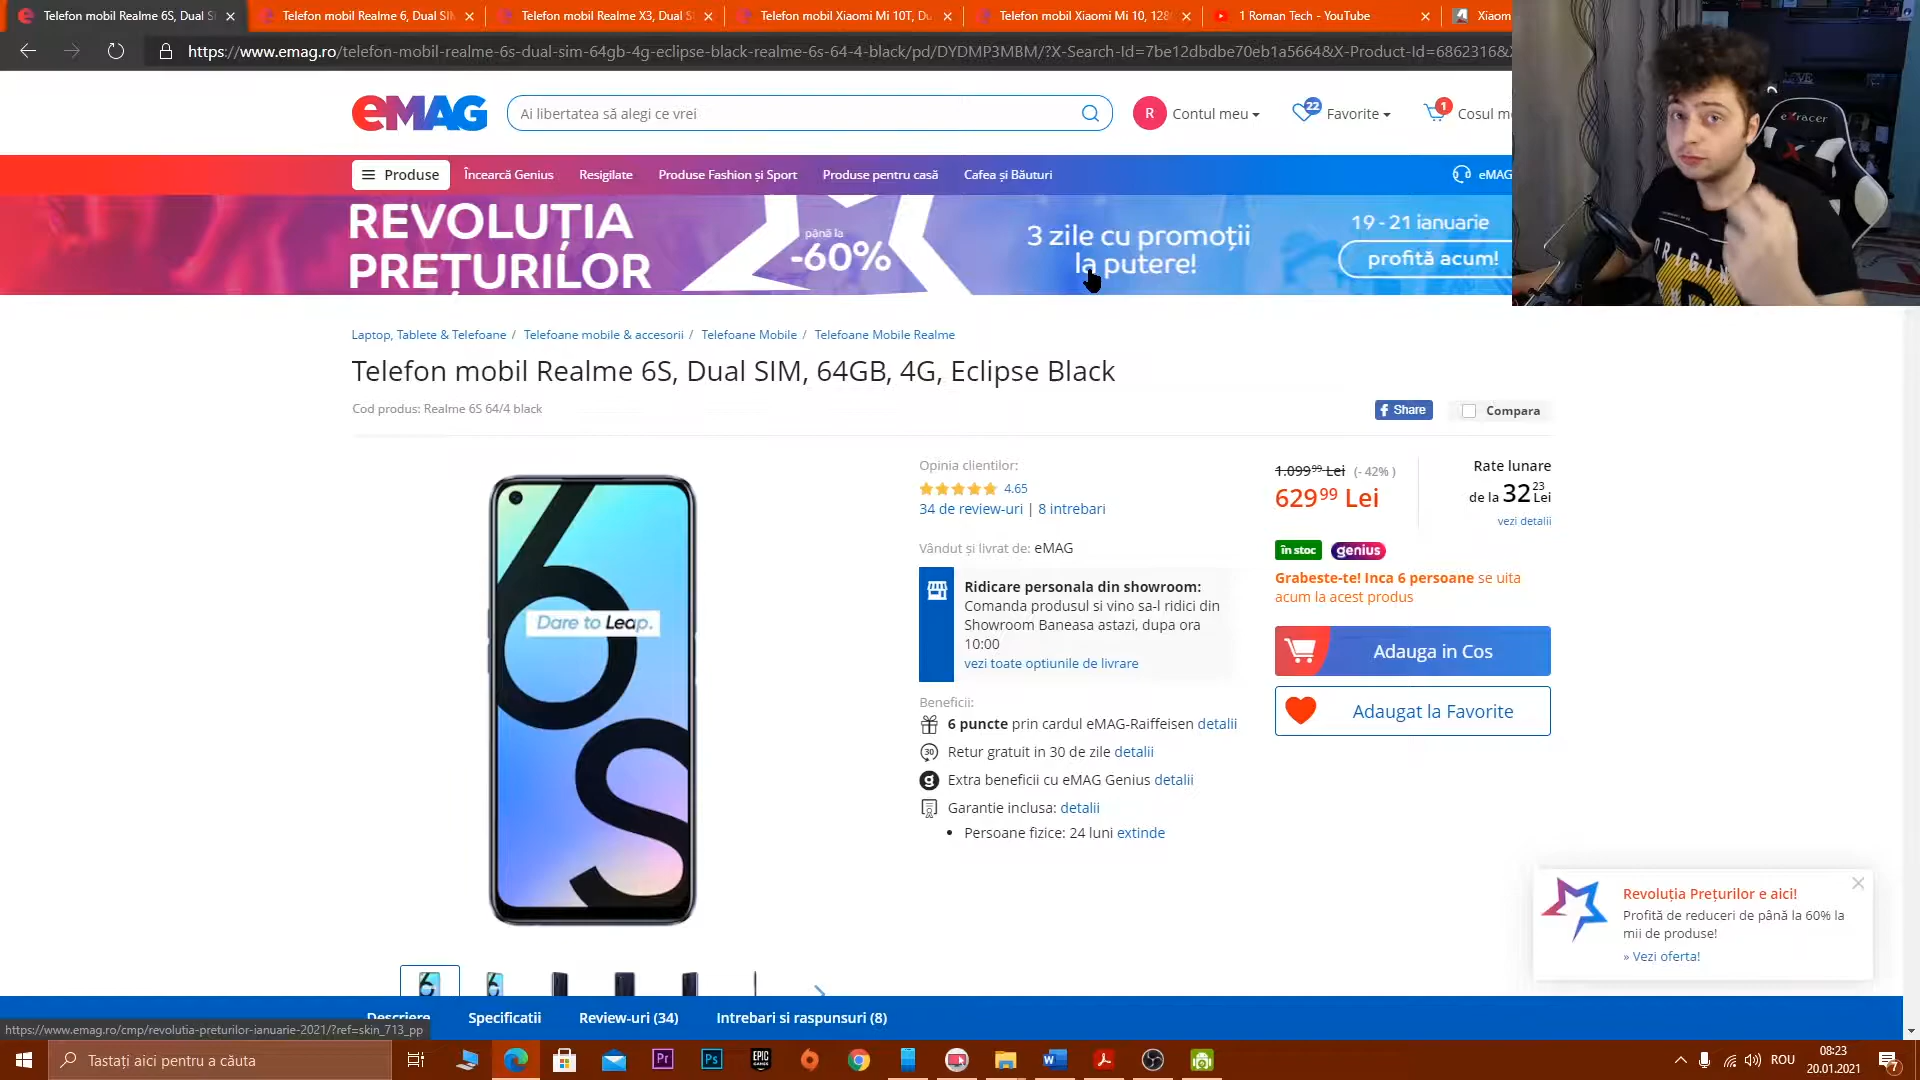 Telefon mobil Realme 6S, Dual S
Telefon mobil Realme 6, Dual SI
Telefon mobil Realme X3, Dual S
Telefon mobil Xiaomi Mi 10T, Du
Telefon mobil Xiaomi Mi 10, 128
1 Roman Tech - YouTube
Xiaom
https://www.emag.ro/telefon-mobil-realme-6s-dual-sim-64gb-4g-eclipse-black-realme-6s-64-4-black/pd/DYDMP3MBM/?X-Search-Id=7be12dbdbe70eb1a5664&X-Product-Id=6862316&
eMAG
Ai libertatea să alegi ce vrei
R
Contul meu
22
Favorite
1
Cosul m
eXracer
ORIGIN
Produse
Încearcă Genius
Resigilate
Produse Fashion și Sport
Produse pentru casă
Cafea și Băuturi
eMAG
REVOLUȚIA
PREȚURILOR
până la
-60%
3 zile cu promoții
la putere!
19 - 21 ianuarie
profită acum!
Laptop, Tablete & Telefoane / Telefoane mobile & accesorii / Telefoane Mobile / Telefoane Mobile Realme
Telefon mobil Realme 6S, Dual SIM, 64GB, 4G, Eclipse Black
Cod produs: Realme 6S 64/4 black
Share
Compara
6S
Dare to Leap.
Opinia clientilor:
4.65
34 de review-uri | 8 intrebari
Vândut și livrat de: eMAG
Ridicare personala din showroom:
Comanda produsul si vino sa-l ridici din
Showroom Baneasa astazi, dupa ora
10:00
vezi toate optiunile de livrare
Beneficii:
6 puncte prin cardul eMAG-Raiffeisen detalii
30
Retur gratuit in 30 de zile detalii
g
Extra beneficii cu eMAG Genius detalii
Garantie inclusa: detalii
• Persoane fizice: 24 luni extinde
1.099⁹⁹ Lei (- 42% )
629⁹⁹ Lei
Rate lunare
de la 32²³ Lei
vezi detalii
în stoc
genius
Grabeste-te! Inca 6 persoane se uita
acum la acest produs
Adauga in Cos
Adaugat la Favorite
Revoluția Prețurilor e aici!
Profită de reduceri de până la 60% la
mii de produse!
» Vezi oferta!
Descriere
Specificatii
Review-uri (34)
Intrebari si raspunsuri (8)
https://www.emag.ro/cmp/revolutia-preturilor-ianuarie-2021/?ref=skin_713_pp
Tastați aici pentru a căuta
Pr
Ps
EPIC
GAMES
W
ROU
08:23
20.01.2021
7